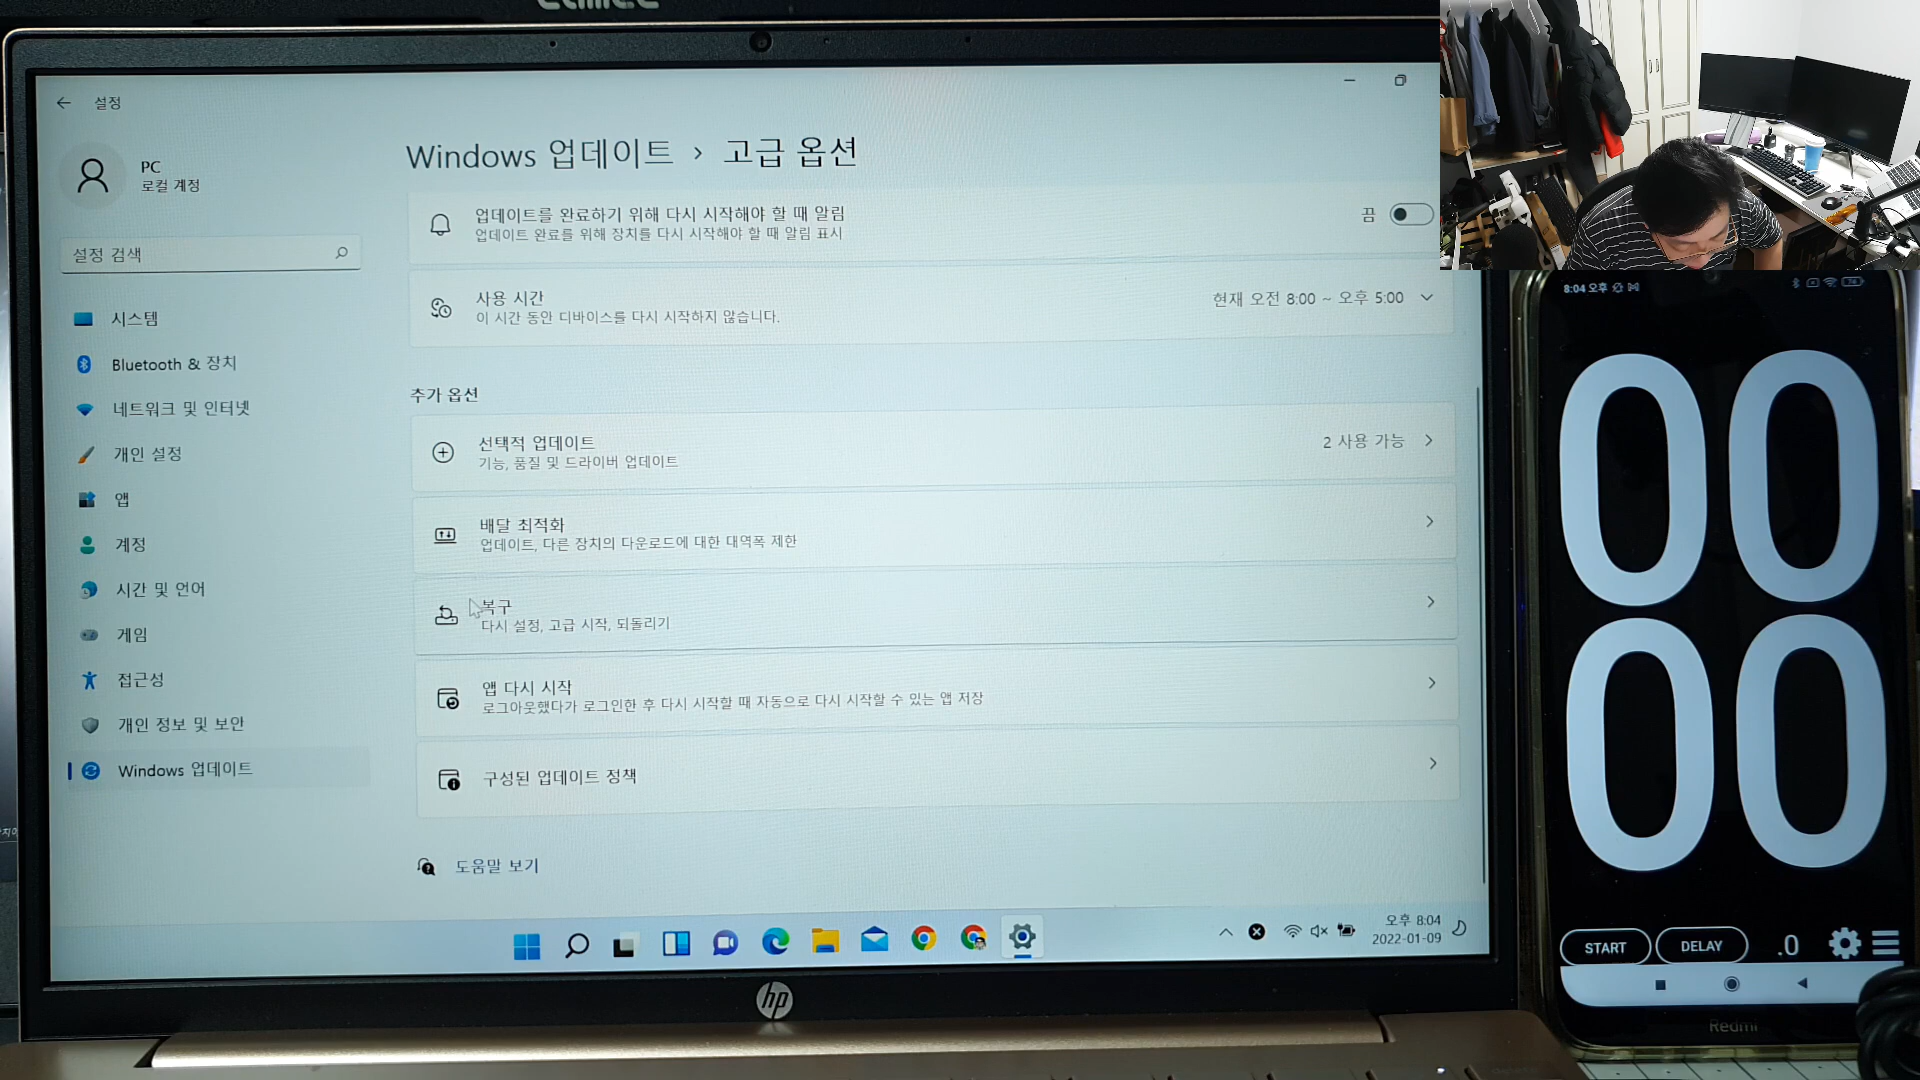 설정
PC
로컬 계정
설정 검색
시스템
Bluetooth & 장치
네트워크 및 인터넷
개인 설정
앱
계정
시간 및 언어
게임
접근성
개인 정보 및 보안
Windows 업데이트
Windows 업데이트 › 고급 옵션
업데이트를 완료하기 위해 다시 시작해야 할 때 알림
업데이트 완료를 위해 장치를 다시 시작해야 할 때 알림 표시
끔
사용 시간
이 시간 동안 디바이스를 다시 시작하지 않습니다.
현재 오전 8:00 ~ 오후 5:00
추가 옵션
선택적 업데이트
기능, 품질 및 드라이버 업데이트
2 사용 가능
배달 최적화
업데이트, 다른 장치의 다운로드에 대한 대역폭 제한
복구
다시 설정, 고급 시작, 되돌리기
앱 다시 시작
로그아웃했다가 로그인한 후 다시 시작할 때 자동으로 다시 시작할 수 있는 앱 저장
구성된 업데이트 정책
도움말 보기
오후 8:04
2022-01-09
hp
8:04 오후
00
00
START
DELAY
.0
Redmi